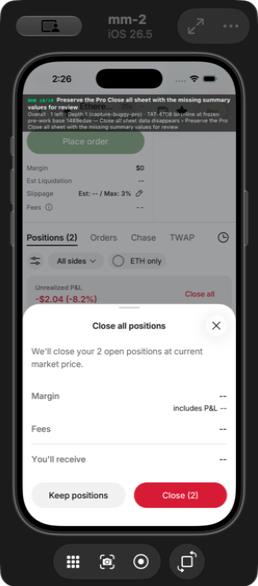 mm-2
iOS 26.5
2:26
Preserve the Pro Close all sheet with the missing summary
values for review
Place order
Margin $0
Est Liquidation --
Slippage Est: -- / Max: 3%
Fees --
Positions (2) Orders Chase TWAP
All sides ETH only
Unrealized P&L
-$2.04 (-8.2%) Close all
Close all positions
We'll close your 2 open positions at current
market price.
Margin --
includes P&L --
Fees --
You'll receive --
Keep positions Close (2)